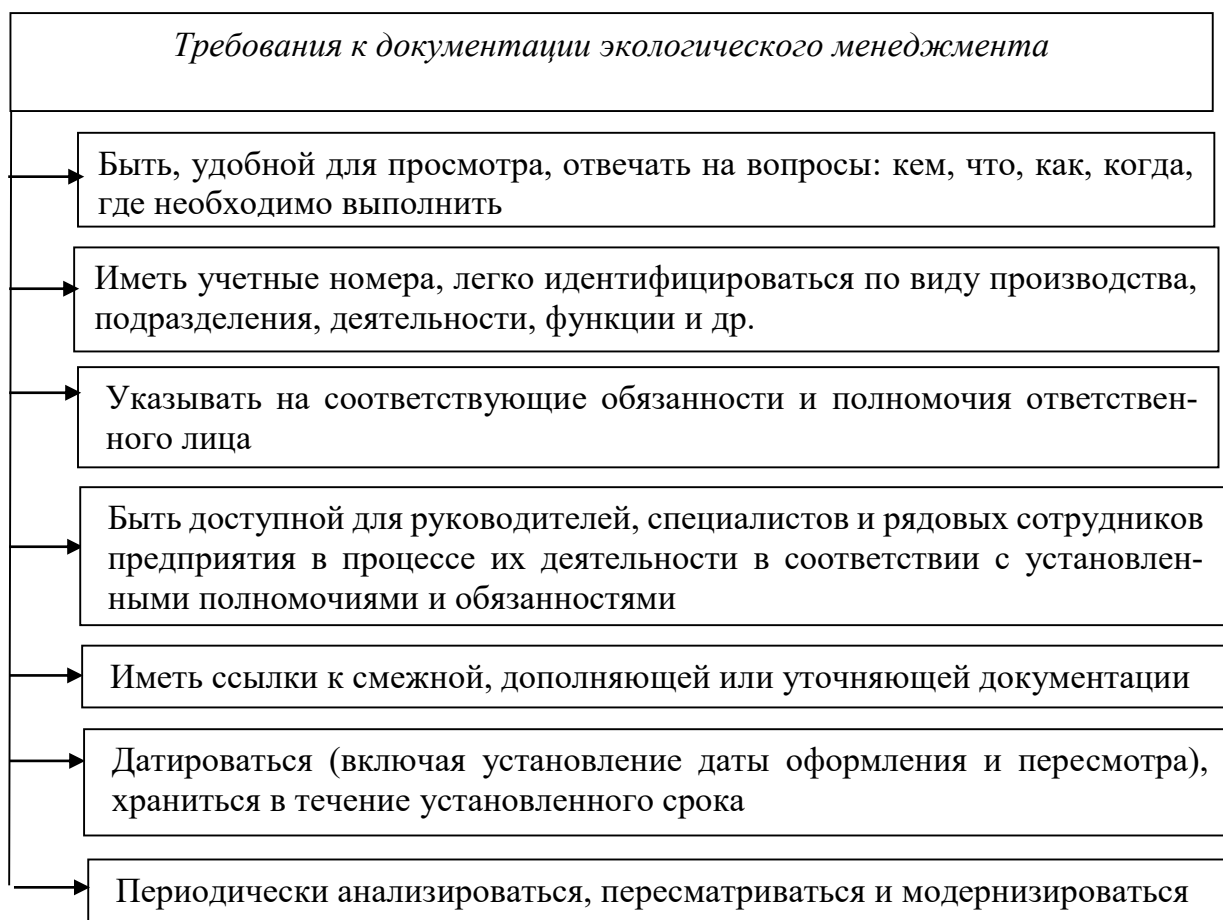 Требования к документации экологического менеджмента
Быть, удобной для просмотра, отвечать на вопросы: кем, что, как, когда,
где необходимо выполнить
Иметь учетные номера, легко идентифицироваться по виду производства,
подразделения, деятельности, функции и др.
Указывать на соответствующие обязанности и полномочия ответствен-
ного лица
Быть доступной для руководителей, специалистов и рядовых сотрудников
предприятия в процессе их деятельности в соответствии с установлен-
ными полномочиями и обязанностями
Иметь ссылки к смежной, дополняющей или уточняющей документации
Датироваться (включая установление даты оформления и пересмотра),
храниться в течение установленного срока
Периодически анализироваться, пересматриваться и модернизироваться